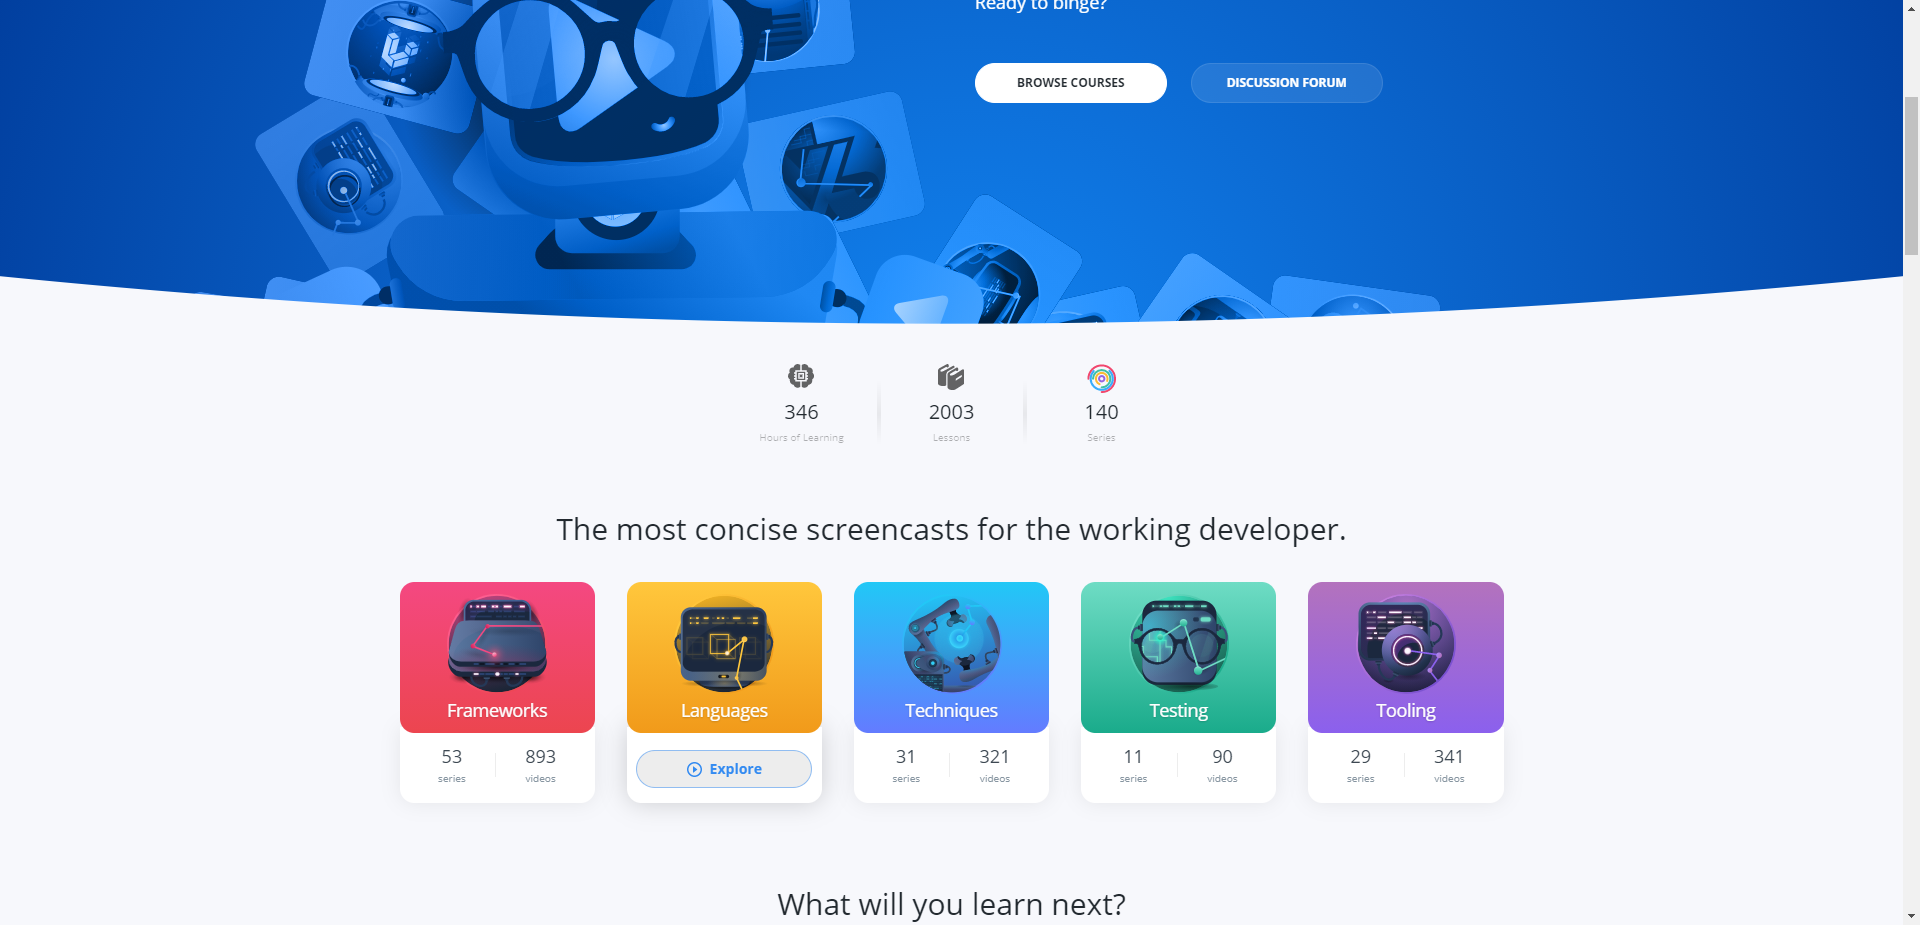 Ready to binge?
BROWSE COURSES
DISCUSSION FORUM
346
Hours of Learning
2003
Lessons
140
Series
The most concise screencasts for the working developer.
Frameworks
53
series
893
videos
Languages
Explore
Techniques
31
series
321
videos
Testing
11
series
90
videos
Tooling
29
series
341
videos
What will you learn next?